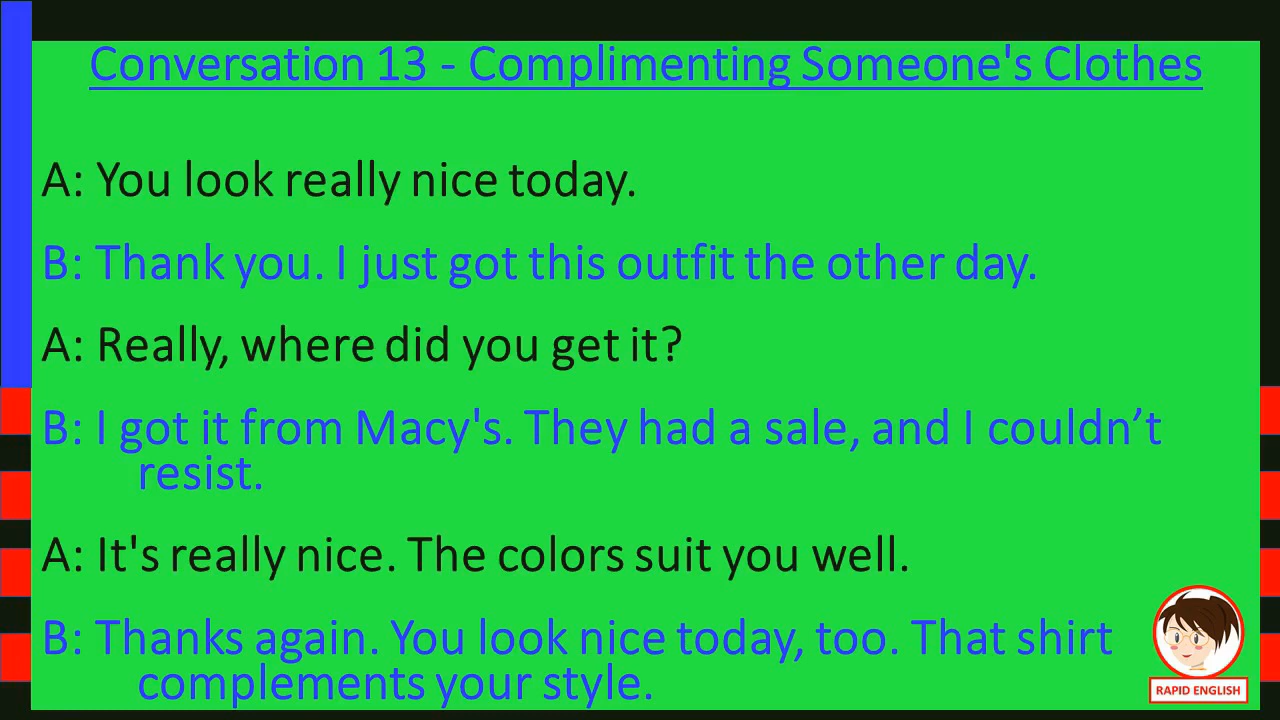 Conversation 13 - Complimenting Someone's Clothes
A: You look really nice today.
B: Thank you. I just got this outfit the other day.
A: Really, where did you get it?
B: I got it from Macy's. They had a sale, and I couldn’t
resist.
A: It's really nice. The colors suit you well.
B: Thanks again. You look nice today, too. That shirt
complements your style.
RAPID ENGLISH